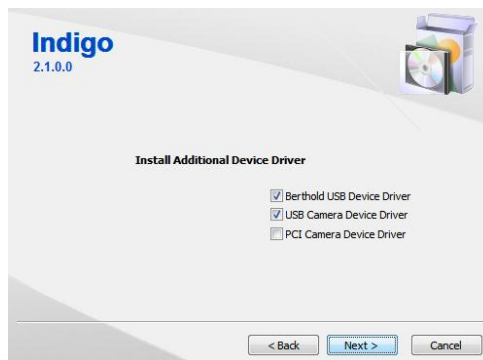 Indigo
2.1.0.0
Install Additional Device Driver
Berthold USB Device Driver
USB Camera Device Driver
PCI Camera Device Driver
< Back Next > Cancel